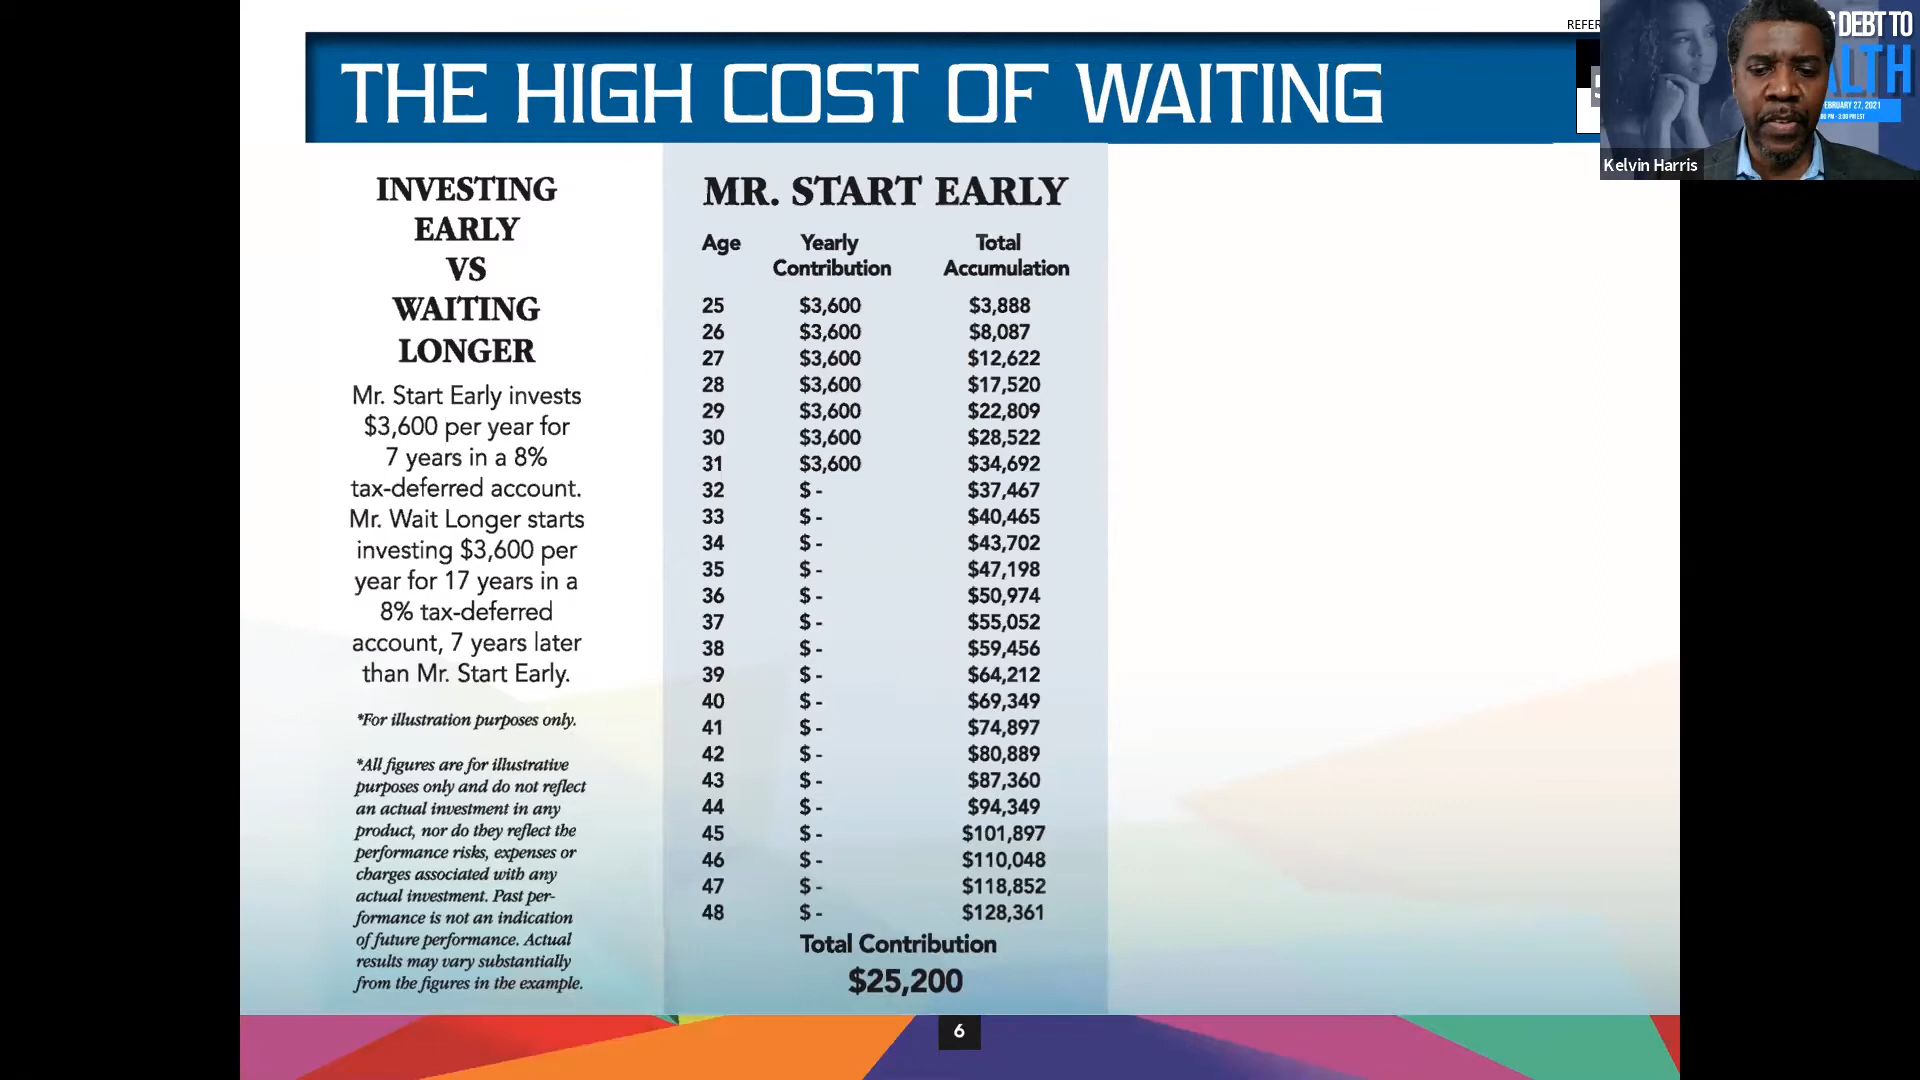 REFER
THE HIGH COST OF WAITING
DEBT TO
ALTH
FEBRUARY 27, 2021
Kelvin Harris
INVESTING
EARLY
VS
WAITING
LONGER
Mr. Start Early invests
$3,600 per year for
7 years in a 8%
tax-deferred account.
Mr. Wait Longer starts
investing $3,600 per
year for 17 years in a
8% tax-deferred
account, 7 years later
than Mr. Start Early.
*For illustration purposes only.
*All figures are for illustrative
purposes only and do not reflect
an actual investment in any
product, nor do they reflect the
performance risks, expenses or
charges associated with any
actual investment. Past per-
formance is not an indication
of future performance. Actual
results may vary substantially
from the figures in the example.
MR. START EARLY
Age Yearly Contribution Total Accumulation
25 $3,600 $3,888
26 $3,600 $8,087
27 $3,600 $12,622
28 $3,600 $17,520
29 $3,600 $22,809
30 $3,600 $28,522
31 $3,600 $34,692
32 $ - $37,467
33 $ - $40,465
34 $ - $43,702
35 $ - $47,198
36 $ - $50,974
37 $ - $55,052
38 $ - $59,456
39 $ - $64,212
40 $ - $69,349
41 $ - $74,897
42 $ - $80,889
43 $ - $87,360
44 $ - $94,349
45 $ - $101,897
46 $ - $110,048
47 $ - $118,852
48 $ - $128,361
Total Contribution
$25,200
6